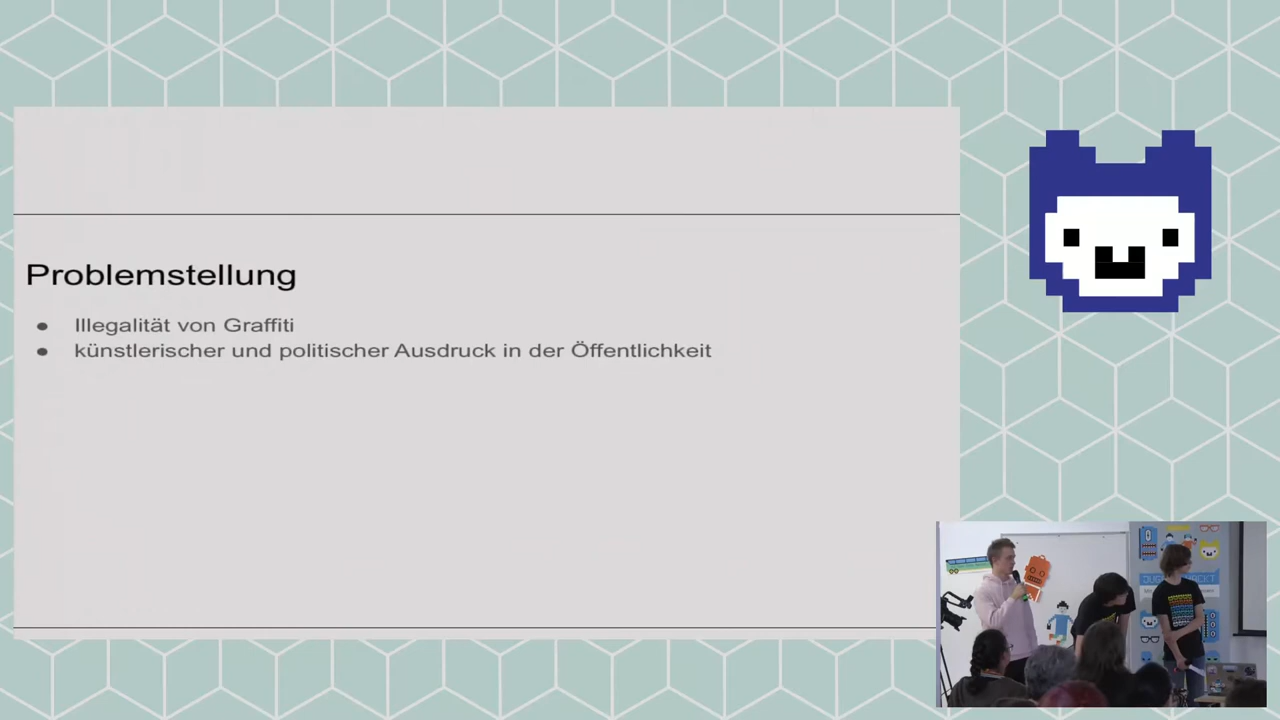 Problemstellung
● Illegalität von Graffiti
● künstlerischer und politischer Ausdruck in der Öffentlichkeit